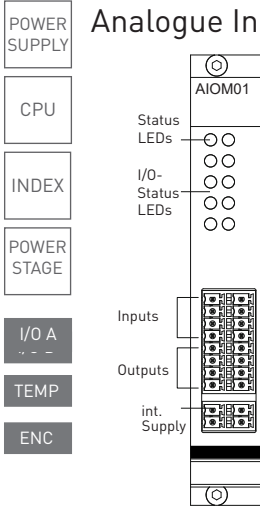 Analogue In
POWER
SUPPLY
CPU
INDEX
POWER
STAGE
I/O A
TEMP
ENC
AIOM01
Status
LEDs
I/O-
Status
LEDs
Inputs
Outputs
int.
Supply